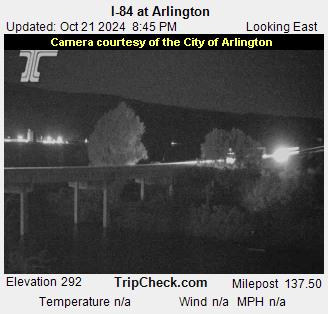 I-84 at Arlington
Updated: Oct 21 2024 8:45 PM Looking East
Camera courtesy of the City of Arlington
Elevation 292 TripCheck.com Milepost 137.50
Temperature n/a Wind n/a MPH n/a